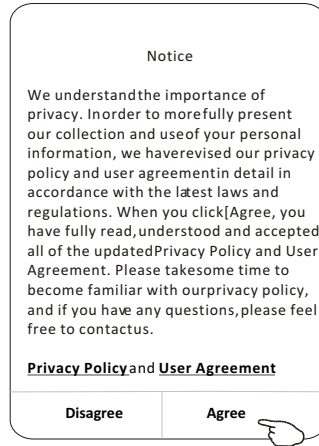 Notice
We understandthe importance of
privacy. Inorder to morefully present
our collection and useof your personal
information, we haverevised our privacy
policy and user agreementin detail in
accordance with the latest laws and
regulations. When you click[Agree, you
have fully read,understood and accepted
all of the updatedPrivacy Policy and User
Agreement. Please takesome time to
become familiar with ourprivacy policy,
and if you have any questions,please feel
free to contactus.
Privacy Policy and User Agreement
Disagree Agree